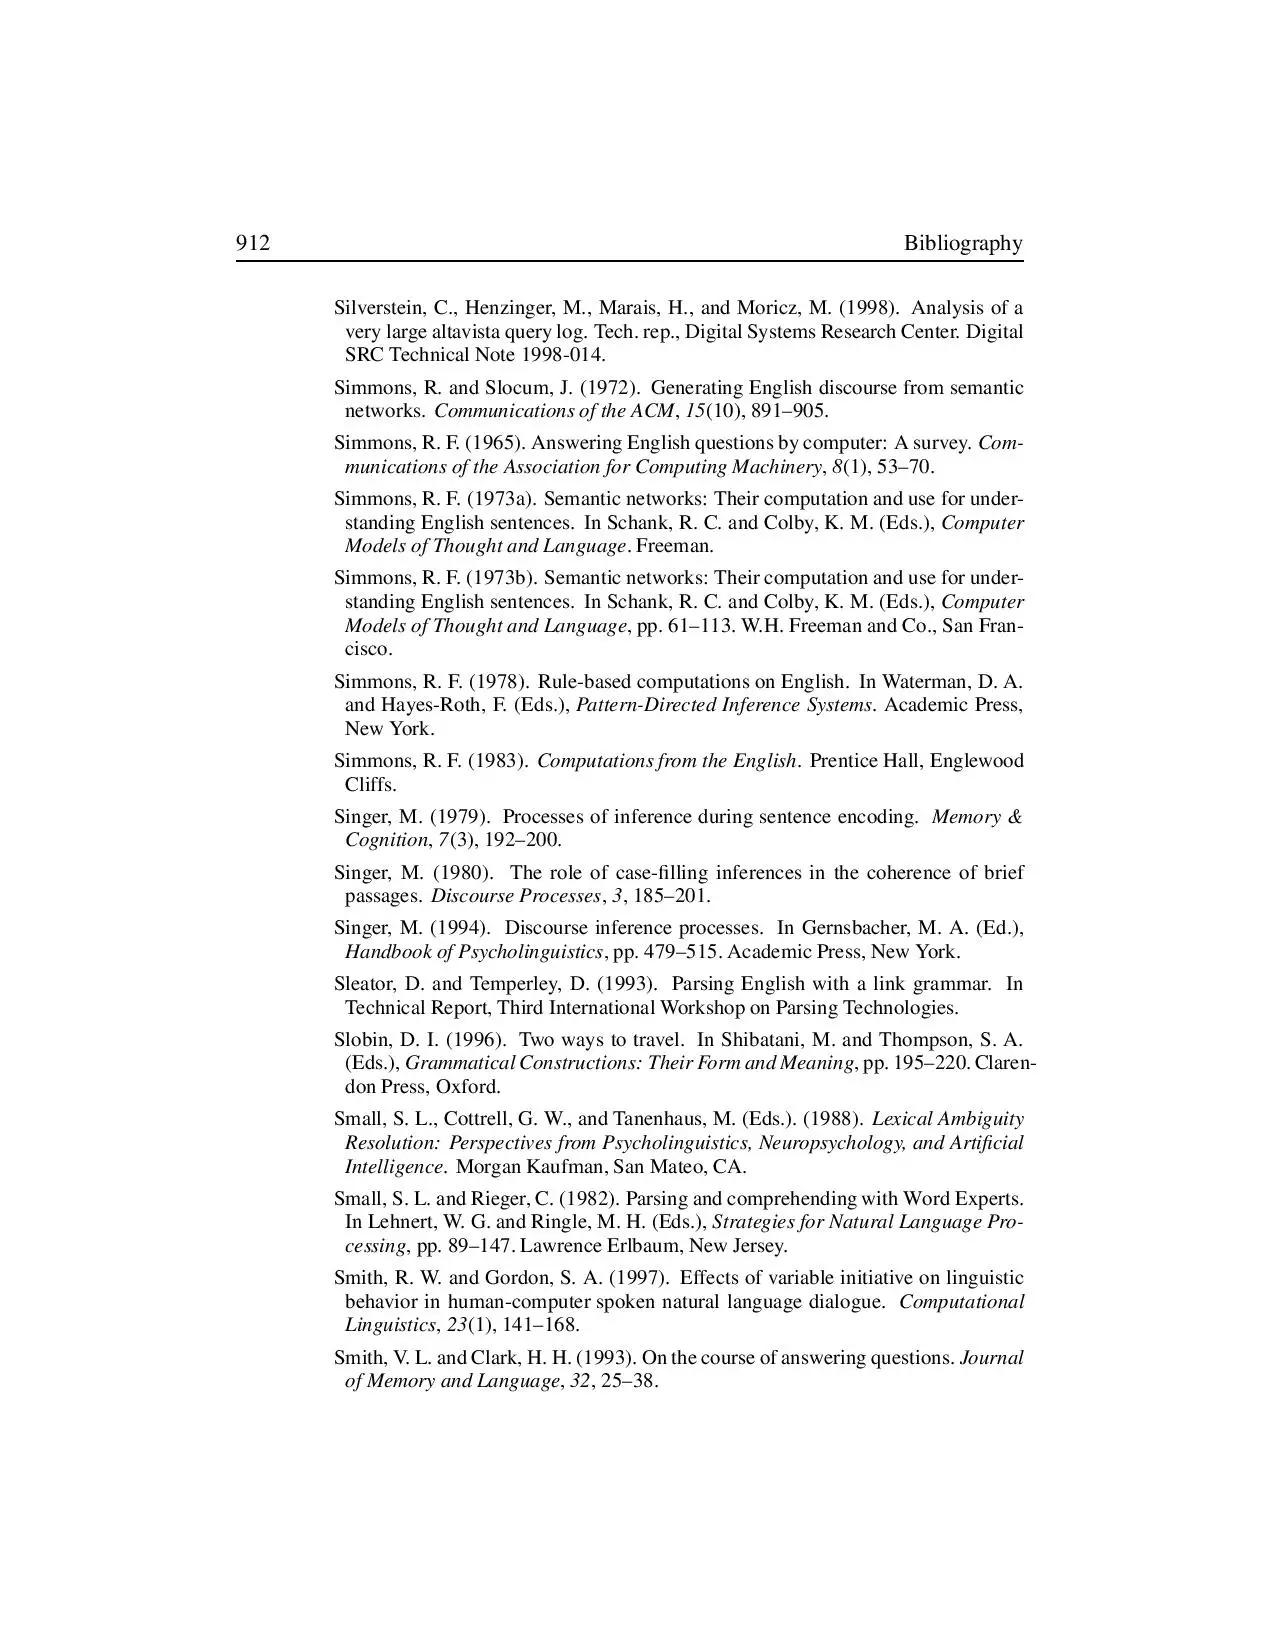 912 Bibliography
Silverstein, C., Henzinger, M., Marais, H., and Moricz, M. (1998). Analysis of a
very large altavista query log. Tech. rep., Digital Systems Research Center. Digital
SRC Technical Note 1998-014.
Simmons, R. and Slocum, J. (1972). Generating English discourse from semantic
networks. Communications of the ACM, 15(10), 891–905.
Simmons, R. F. (1965). Answering English questions by computer: A survey. Com-
munications of the Association for Computing Machinery, 8(1), 53–70.
Simmons, R. F. (1973a). Semantic networks: Their computation and use for under-
standing English sentences. In Schank, R. C. and Colby, K. M. (Eds.), Computer
Models of Thought and Language. Freeman.
Simmons, R. F. (1973b). Semantic networks: Their computation and use for under-
standing English sentences. In Schank, R. C. and Colby, K. M. (Eds.), Computer
Models of Thought and Language, pp. 61–113. W.H. Freeman and Co., San Fran-
cisco.
Simmons, R. F. (1978). Rule-based computations on English. In Waterman, D. A.
and Hayes-Roth, F. (Eds.), Pattern-Directed Inference Systems. Academic Press,
New York.
Simmons, R. F. (1983). Computations from the English. Prentice Hall, Englewood
Cliffs.
Singer, M. (1979). Processes of inference during sentence encoding. Memory &
Cognition, 7(3), 192–200.
Singer, M. (1980). The role of case-filling inferences in the coherence of brief
passages. Discourse Processes, 3, 185–201.
Singer, M. (1994). Discourse inference processes. In Gernsbacher, M. A. (Ed.),
Handbook of Psycholinguistics, pp. 479–515. Academic Press, New York.
Sleator, D. and Temperley, D. (1993). Parsing English with a link grammar. In
Technical Report, Third International Workshop on Parsing Technologies.
Slobin, D. I. (1996). Two ways to travel. In Shibatani, M. and Thompson, S. A.
(Eds.), Grammatical Constructions: Their Form and Meaning, pp. 195–220. Claren-
don Press, Oxford.
Small, S. L., Cottrell, G. W., and Tanenhaus, M. (Eds.). (1988). Lexical Ambiguity
Resolution: Perspectives from Psycholinguistics, Neuropsychology, and Artificial
Intelligence. Morgan Kaufman, San Mateo, CA.
Small, S. L. and Rieger, C. (1982). Parsing and comprehending with Word Experts.
In Lehnert, W. G. and Ringle, M. H. (Eds.), Strategies for Natural Language Pro-
cessing, pp. 89–147. Lawrence Erlbaum, New Jersey.
Smith, R. W. and Gordon, S. A. (1997). Effects of variable initiative on linguistic
behavior in human-computer spoken natural language dialogue. Computational
Linguistics, 23(1), 141–168.
Smith, V. L. and Clark, H. H. (1993). On the course of answering questions. Journal
of Memory and Language, 32, 25–38.